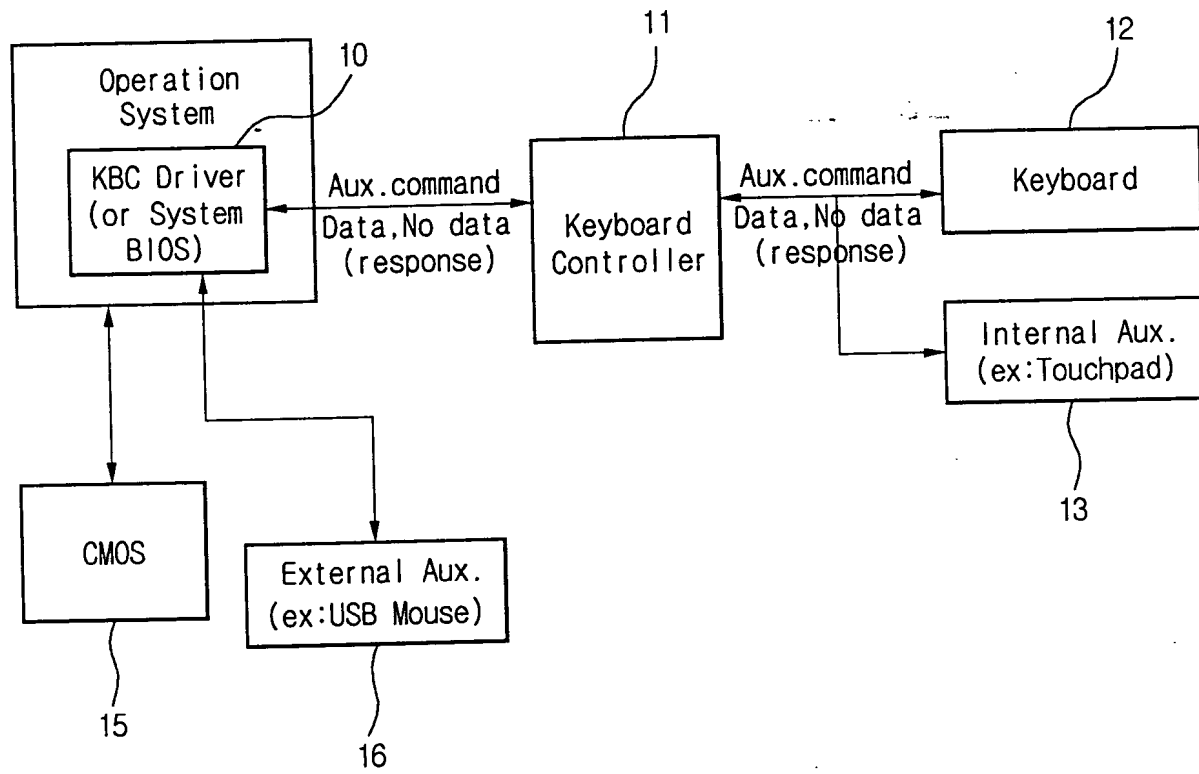 11
12
10
Operation
System
KBC Driver
(or System
BIOS)
Aux.command
Data,No data
(response)
Keyboard
Controller
Aux.command
Data,No data
(response)
Keyboard
Internal Aux.
(ex:Touchpad)
13
CMOS
15
External Aux.
(ex:USB Mouse)
16